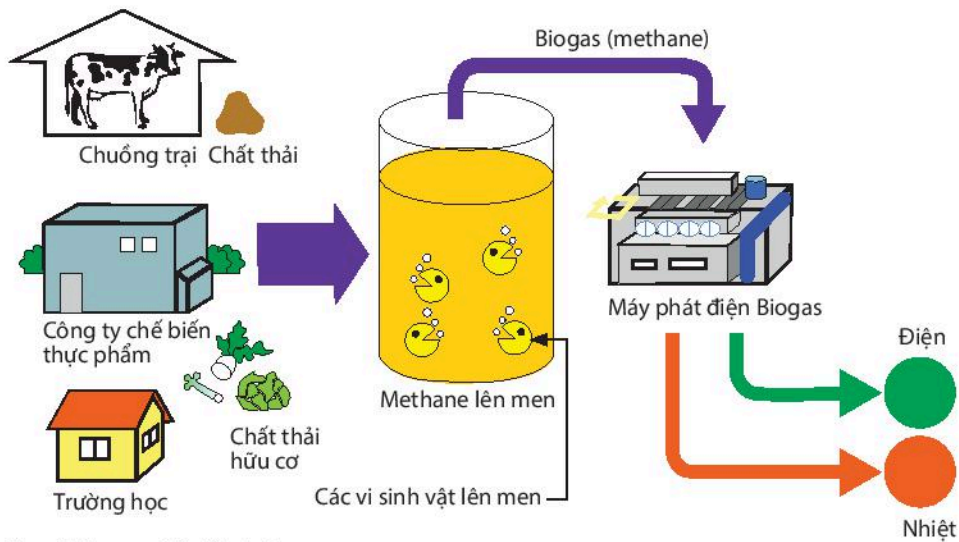 Biogas (methane)
Chuồng trại Chất thải
Công ty chế biến
thực phẩm
Máy phát điện Biogas
Điện
Methane lên men
Chất thải
hữu cơ
Trường học
Các vi sinh vật lên men
Nhiệt